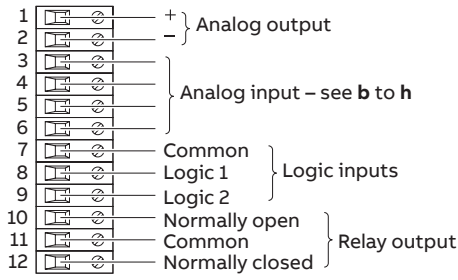 1 +
2 – Analog output
3
4
5 Analog input – see b to h
6
7 Common
8 Logic 1 Logic inputs
9 Logic 2
10 Normally open
11 Common Relay output
12 Normally closed